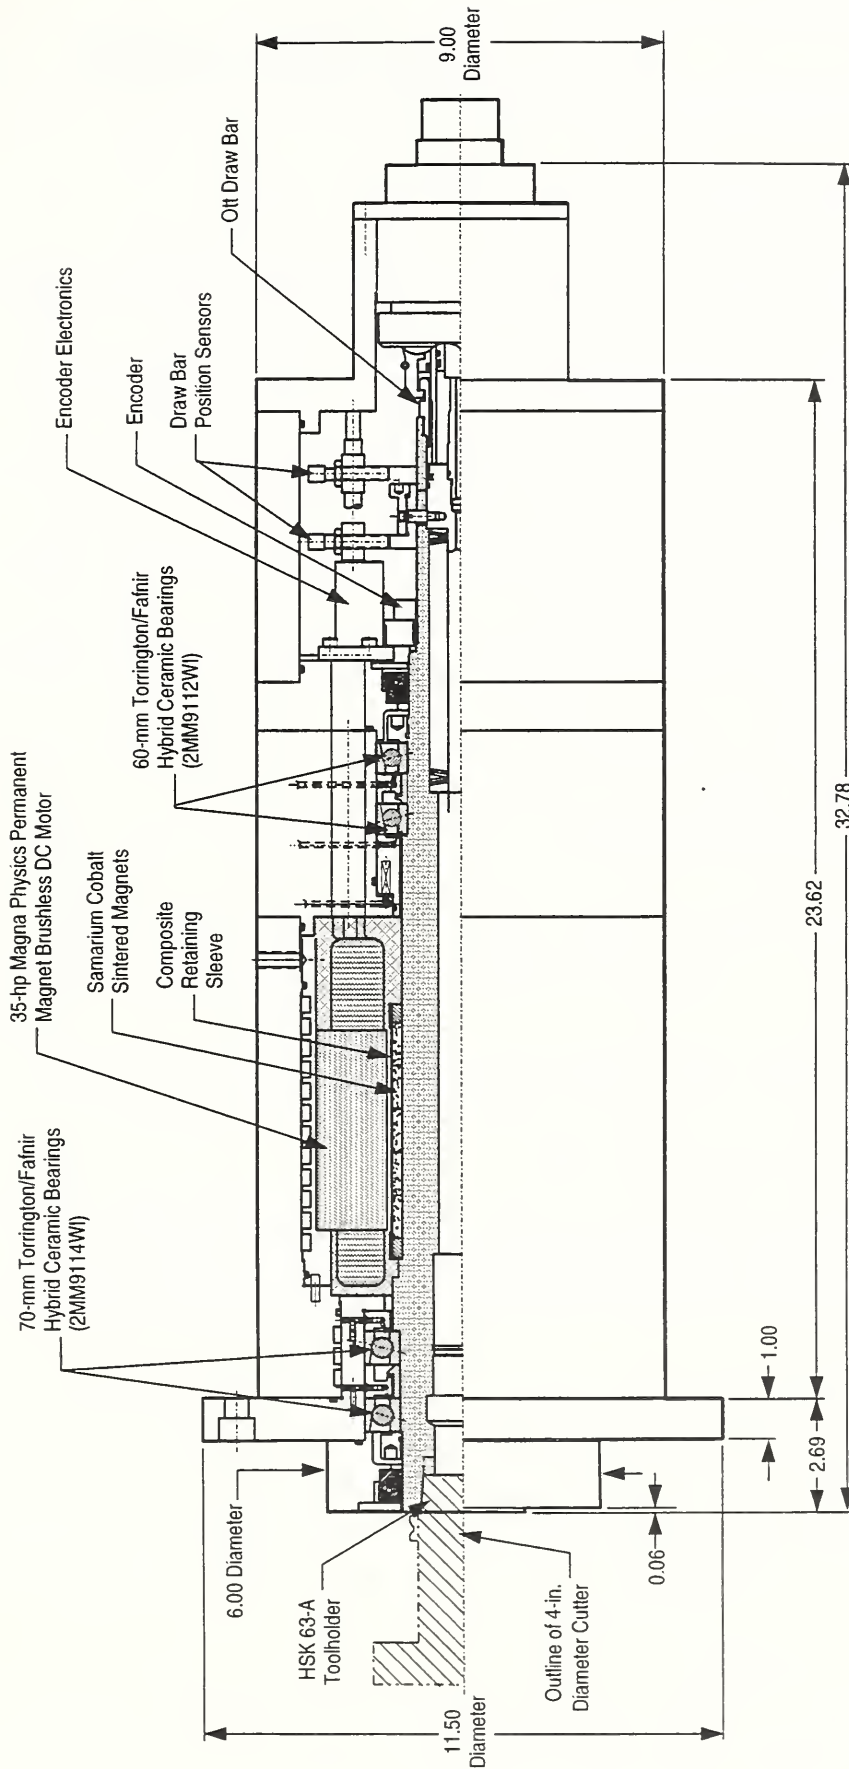 70-mm Torrington/Fafnir
Hybrid Ceramic Bearings
(2MM9114WI)
35-hp Magna Physics Permanent
Magnet Brushless DC Motor
Samarium Cobalt
Sintered Magnets
Composite
Retaining
Sleeve
60-mm Torrington/Fafnir
Hybrid Ceramic Bearings
(2MM9112WI)
Encoder Electronics
Encoder
Draw Bar
Position Sensors
Ott Draw Bar
9.00
Diameter
6.00 Diameter
HSK 63-A
Toolholder
Outline of 4-in.
Diameter Cutter
11.50
Diameter
0.06
2.69
1.00
23.62
32.78